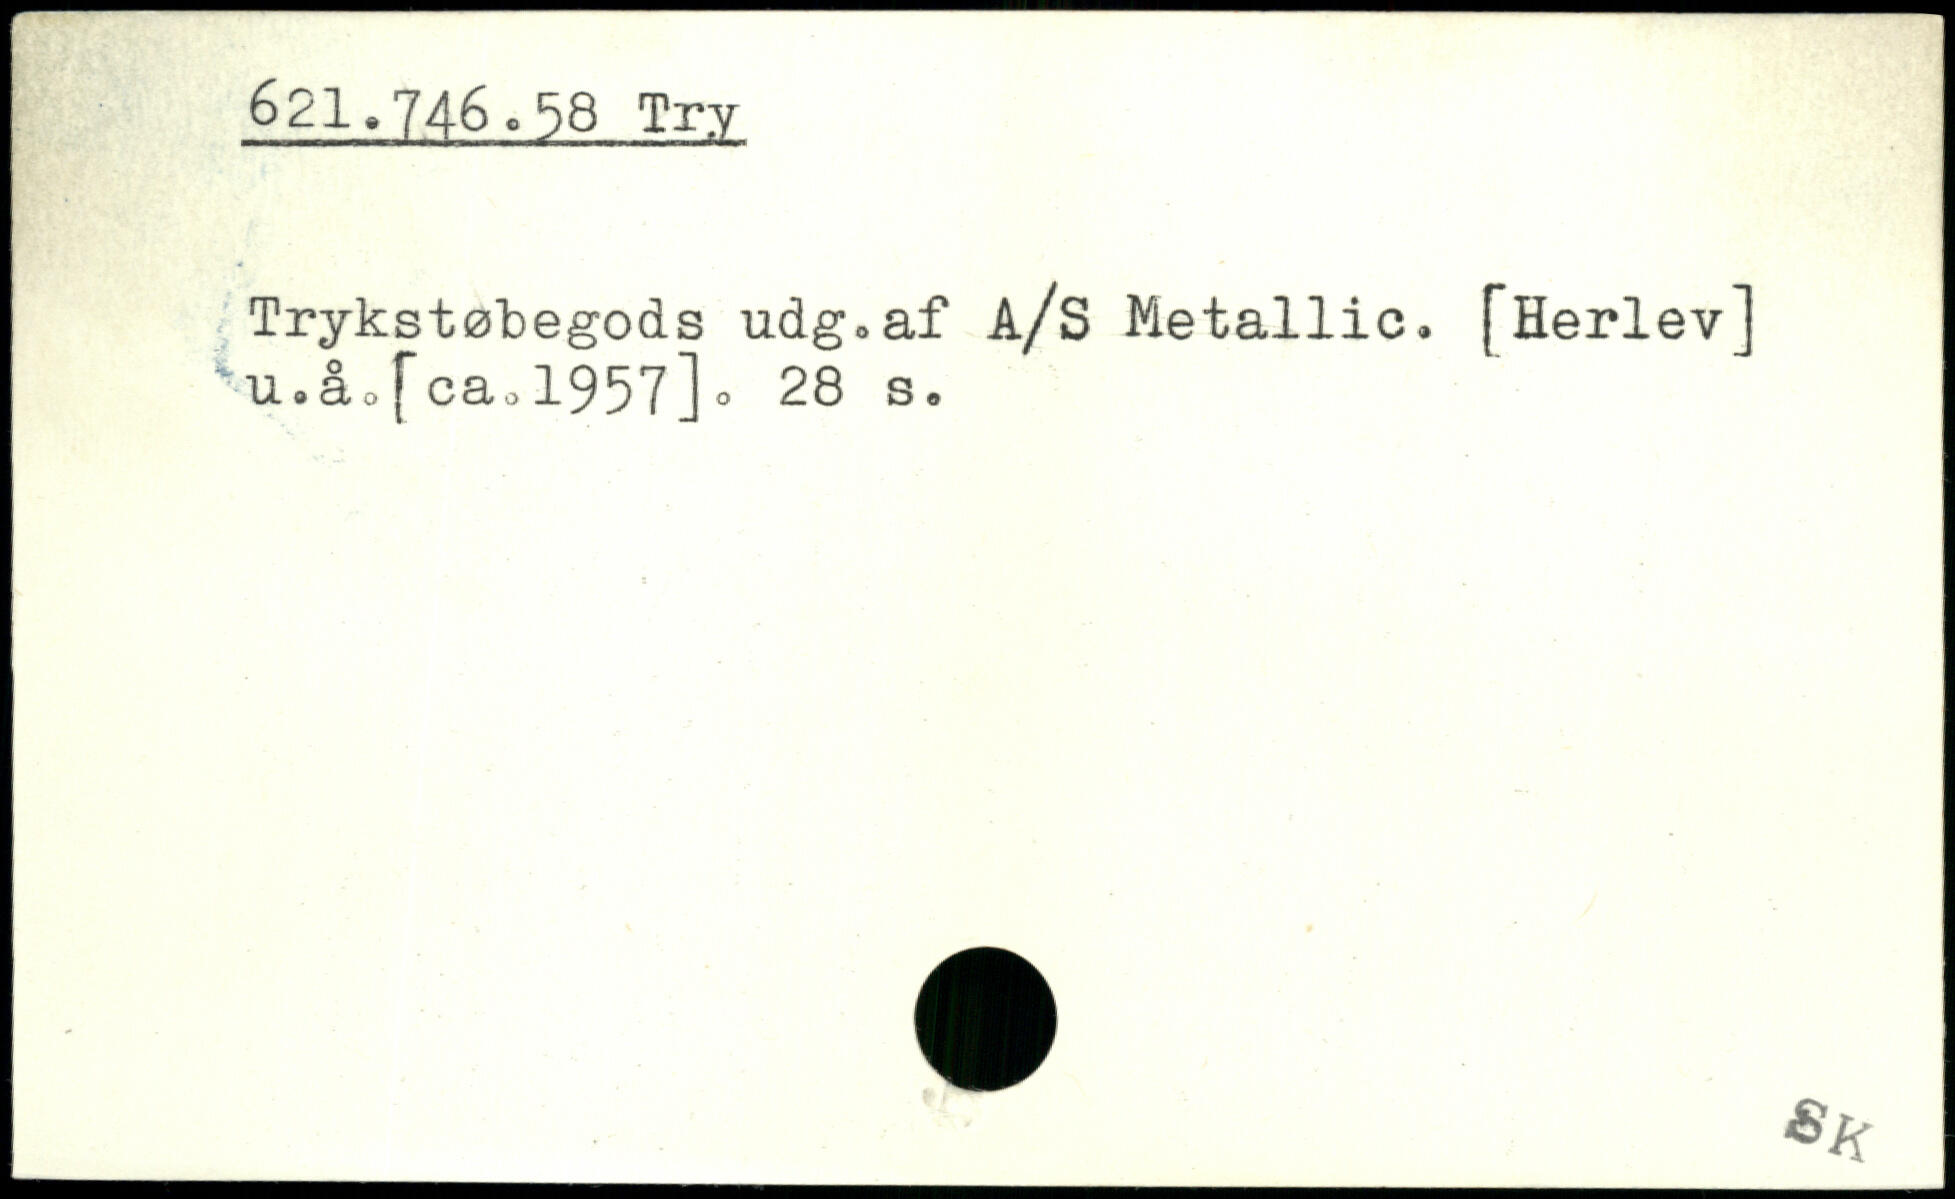 621.746.58 Try
Trykstøbegods udg.af A/S Metallic. [Herlev]
u.å.[ca.1957]. 28 s.
SK